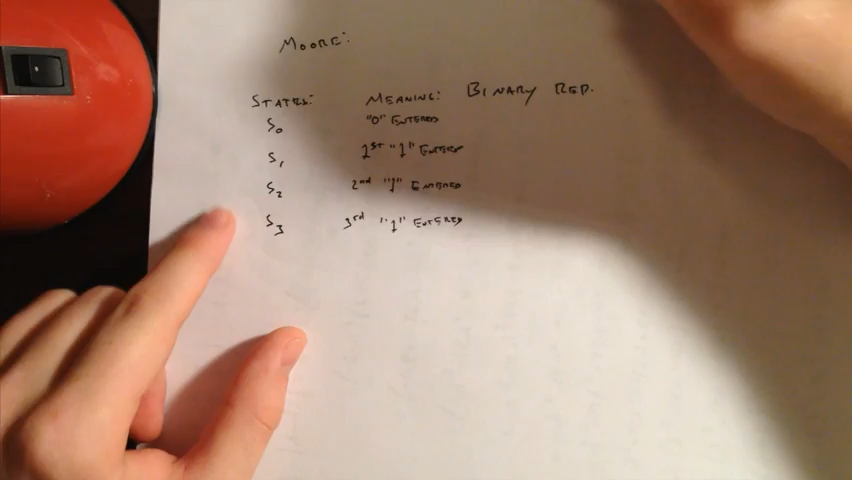 MOORE:
STATES: MEANING: BINARY REP.
S0 "0" ENTERED
S1 1ST "1" ENTERED
S2 2nd "1" ENTERED
S3 3rd "1" ENTERED